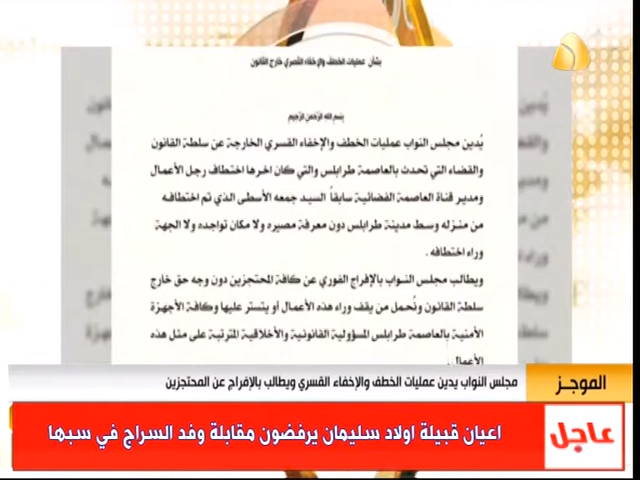 بشأن عمليات الخطف والإخفاء القسري خارج القانون
بسم الله الرحمن الرحيم
يُدين مجلس النواب عمليات الخطف والإخفاء القسري الخارجة عن سلطة القانون
والقضاء التي تحدث بالعاصمة طرابلس والتي كان اخرها اختطاف رجل الأعمال
ومدير قناة العاصمة الفضائية سابقاً السيد جمعه الأسطى الذي تم اختطافه
من منزله وسط مدينة طرابلس دون معرفة مصيره ولا مكان تواجده ولا الجهة
وراء اختطافه .
ويطالب مجلس النواب بالإفراج الفوري عن كافة المحتجزين دون وجه حق خارج
سلطة القانون ونُحمل من يقف وراء هذه الأعمال أو يتستر عليها وكافة الأجهزة
الأمنية بالعاصمة طرابلس المسؤولية القانونية والأخلاقية المترتبة على مثل هذه
الأعمال.
الموجز
مجلس النواب يدين عمليات الخطف والإخفاء القسري ويطالب بالإفراج عن المحتجزين
عاجل
اعيان قبيلة اولاد سليمان يرفضون مقابلة وفد السراج في سبها